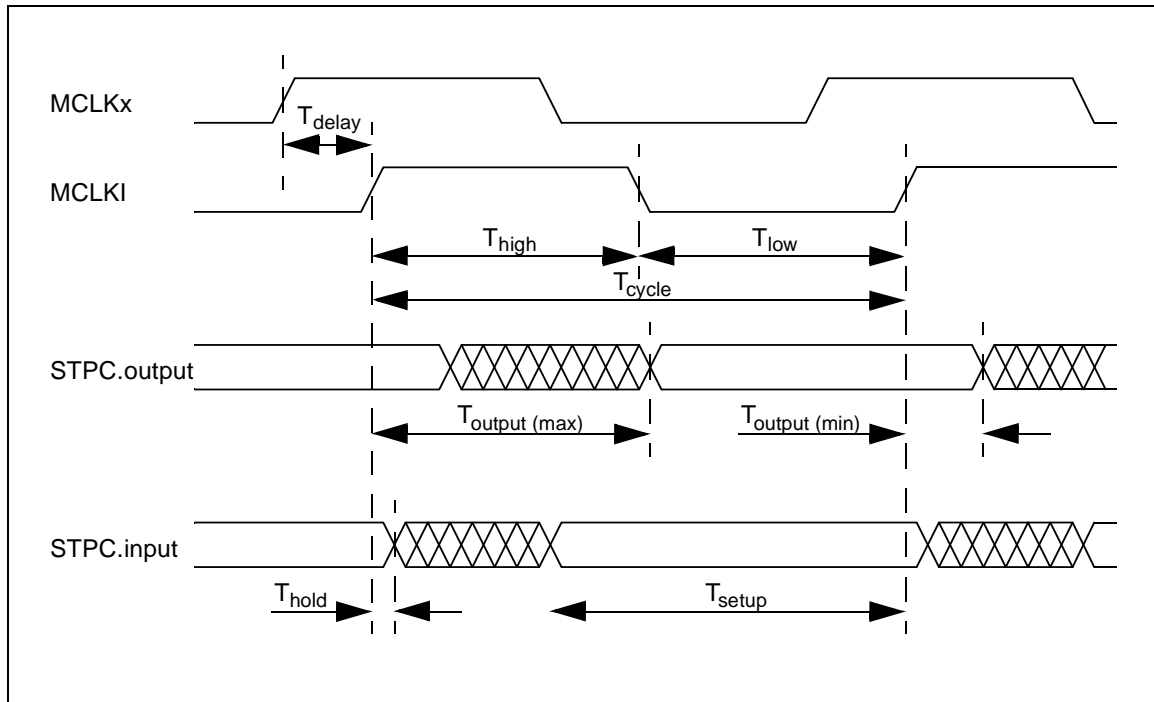 MCLKx
Tdelay
MCLKI
Thigh
Tlow
Tcycle
STPC.output
Toutput (max)
Toutput (min)
STPC.input
Thold
Tsetup